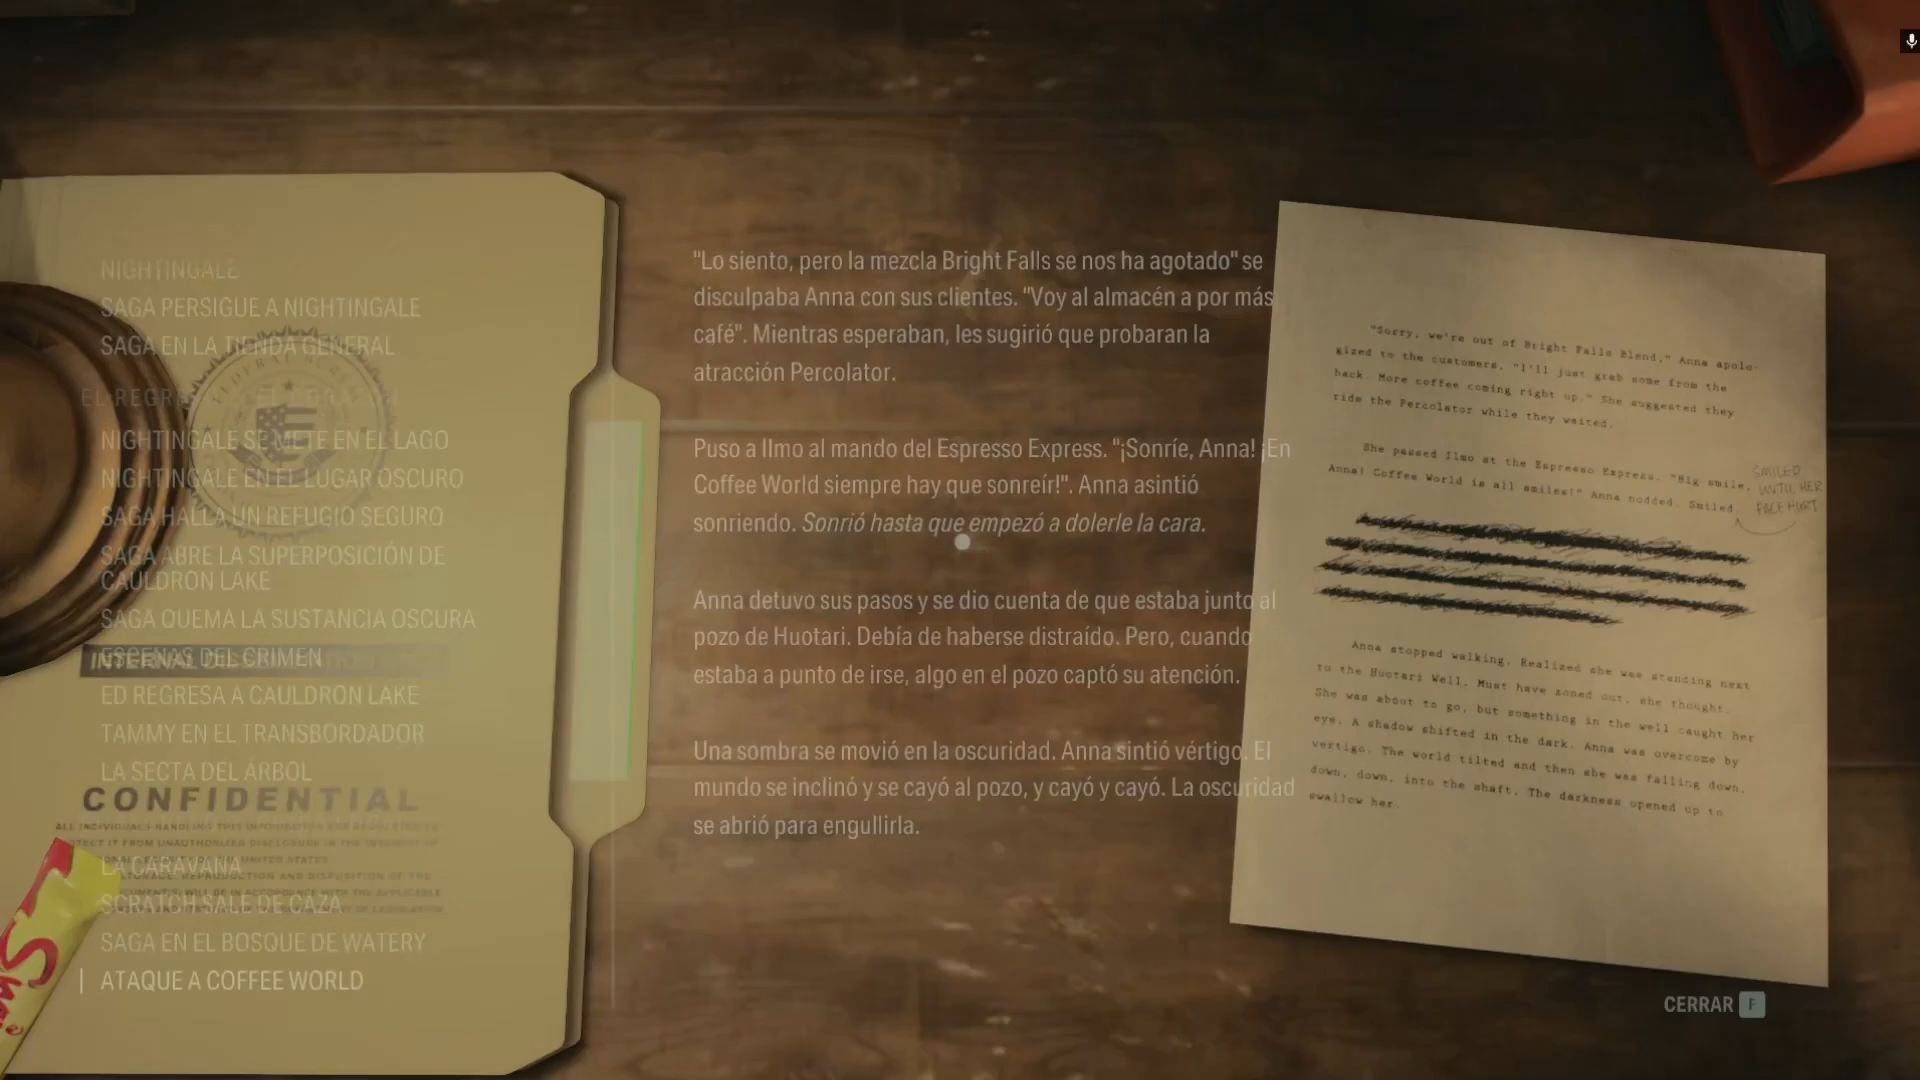 NIGHTINGALE
SAGA PERSIGUE A NIGHTINGALE
SAGA EN LA TIENDA GENERAL
NIGHTINGALE SE METE EN EL LAGO
NIGHTINGALE EN EL LUGAR OSCURO
SAGA HALLA UN REFUGIO SEGURO
SAGA ABRE LA SUPERPOSICIÓN DE
CAULDRON LAKE
SAGA QUEMA LA SUSTANCIA OSCURA
ESCENAS DEL CRIMEN
INTERNAL
ED REGRESA A CAULDRON LAKE
TAMMY EN EL TRANSBORDADOR
LA SECTA DEL ÁRBOL
CONFIDENTIAL
LA CARAVANA
SCRATCH SALE DE CAZA
SAGA EN EL BOSQUE DE WATERY
ATAQUE A COFFEE WORLD
"Lo siento, pero la mezcla Bright Falls se nos ha agotado" se
disculpaba Anna con sus clientes. "Voy al almacén a por más
café". Mientras esperaban, les sugirió que probaran la
atracción Percolator.
Puso a Ilmo al mando del Espresso Express. "¡Sonríe, Anna! ¡En
Coffee World siempre hay que sonreír!". Anna asintió
sonriendo. Sonrió hasta que empezó a dolerle la cara.
Anna detuvo sus pasos y se dio cuenta de que estaba junto al
pozo de Huotari. Debía de haberse distraído. Pero, cuando
estaba a punto de irse, algo en el pozo captó su atención.
Una sombra se movió en la oscuridad. Anna sintió vértigo. El
mundo se inclinó y se cayó al pozo, y cayó y cayó. La oscuridad
se abrió para engullirla.
"Sorry, we're out of Bright Falls Blend," Anna apolo-
gized to the customers, "I'll just grab some from the
back. More coffee coming right up." She suggested they
ride the Percolator while they waited.
She passed Ilmo at the Espresso Express. "Big smile,
Anna! Coffee World is all smiles!" Anna nodded. Smiled.
SMILED
UNTIL HER
FACE HURT
Anna stopped walking. Realized she was standing next
to the Huotari Well. Must have zoned out, she thought.
She was about to go, but something in the well caught her
eye. A shadow shifted in the dark. Anna was overcome by
vertigo. The world tilted and then she was falling down,
down, down, into the shaft. The darkness opened up to
swallow her.
CERRAR F